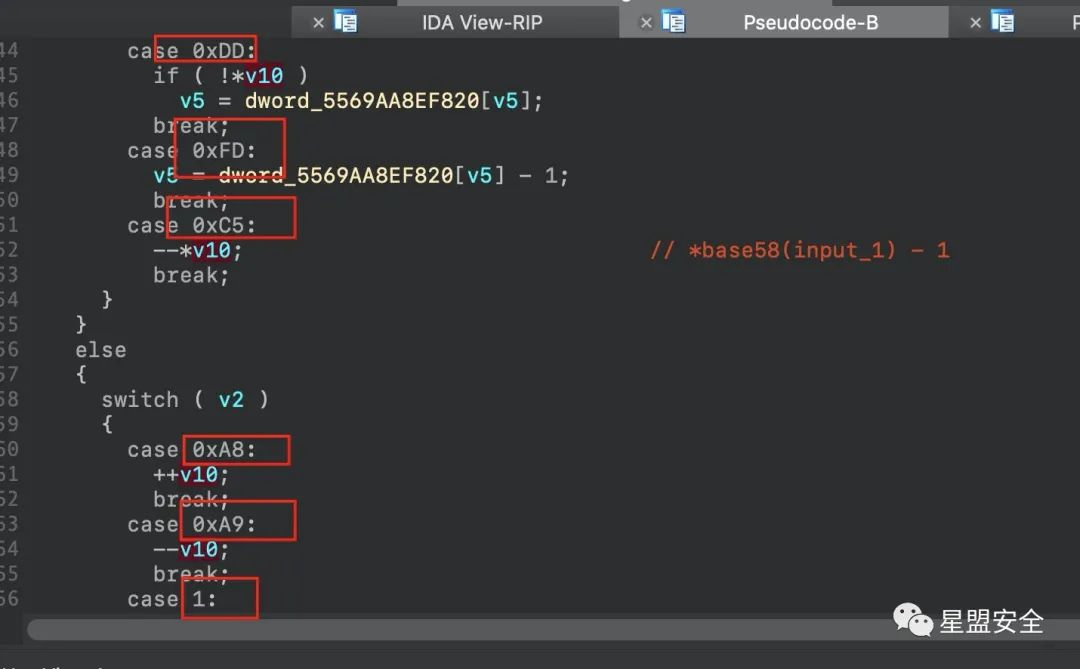 IDA View-RIP
Pseudocode-B
44 case 0xDD:
45 if ( !*v10 )
46 v5 = dword_5569AA8EF820[v5];
47 break;
48 case 0xFD:
49 v5 = dword_5569AA8EF820[v5] - 1;
50 break;
51 case 0xC5:
52 --*v10; // *base58(input_1) - 1
53 break;
54 }
55 }
56 else
57 {
58 switch ( v2 )
59 {
60 case 0xA8:
61 ++v10;
62 break;
63 case 0xA9:
64 --v10;
65 break;
66 case 1:
星盟安全